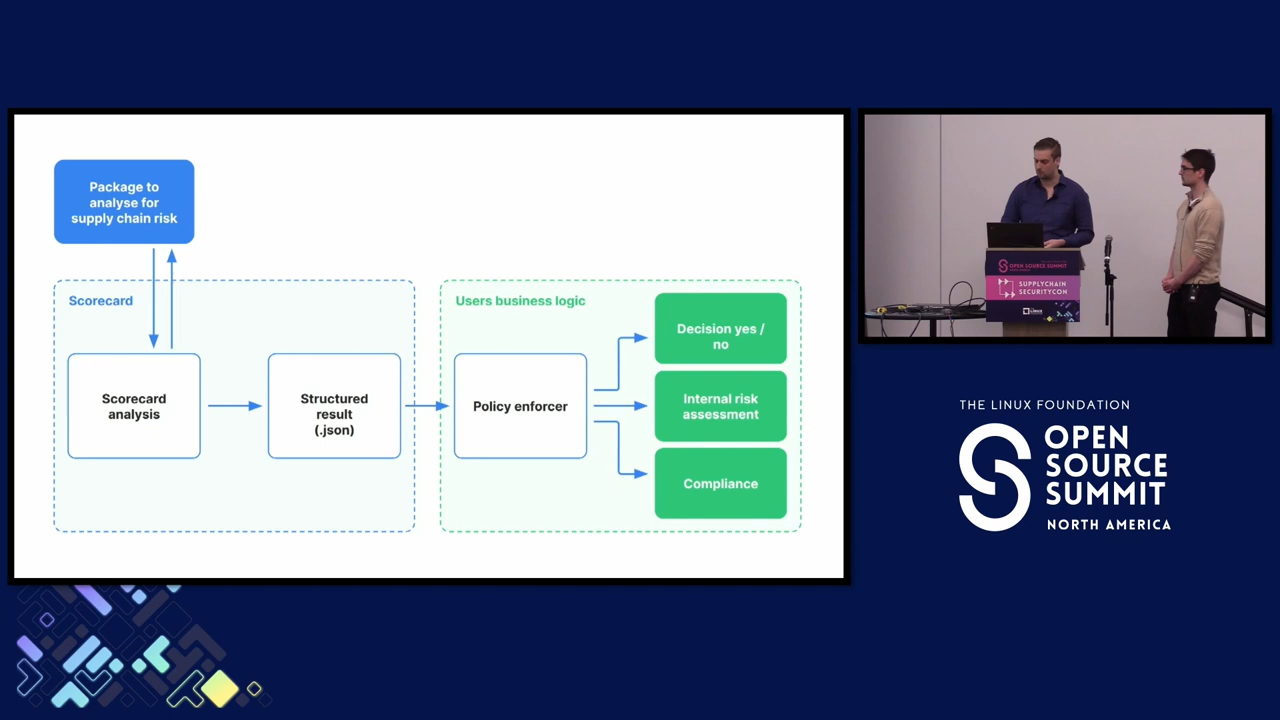 Package to
analyse for
supply chain risk
Scorecard
Scorecard
analysis
Structured
result
(.json)
Users business logic
Policy enforcer
Decision yes /
no
Internal risk
assessment
Compliance
OPEN SOURCE SUMMIT
SUPPLYCHAIN
SECURITYCON
THE LINUX FOUNDATION
OPEN
SOURCE
SUMMIT
NORTH AMERICA